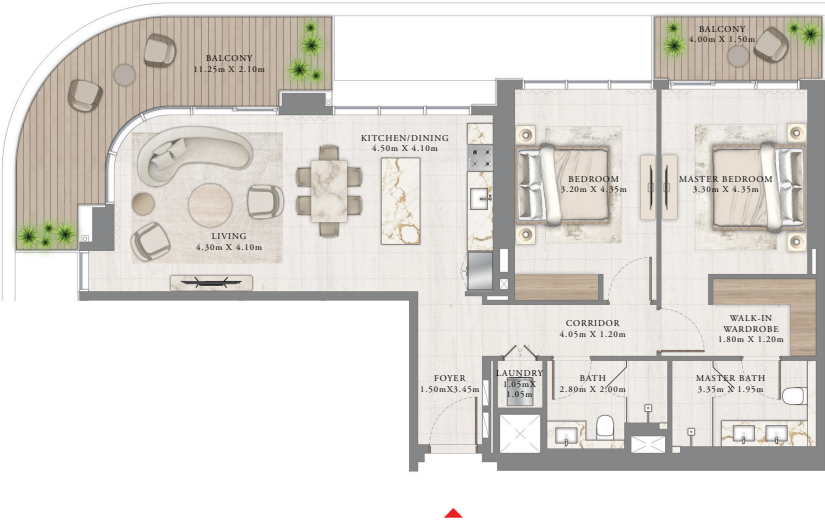 BALCONY
11.25m X 2.10m
BALCONY
4.00m X 1.50m
KITCHEN/DINING
4.50m X 4.10m
BEDROOM
3.20m X 4.35m
MASTER BEDROOM
3.30m X 4.35m
LIVING
4.30m X 4.10m
CORRIDOR
4.05m X 1.20m
WALK-IN
WARDROBE
1.80m X 1.20m
FOYER
1.50mX3.45m
LAUNDRY
1.05mX
1.05m
BATH
2.80m X 2.00m
MASTER BATH
3.35m X 1.95m